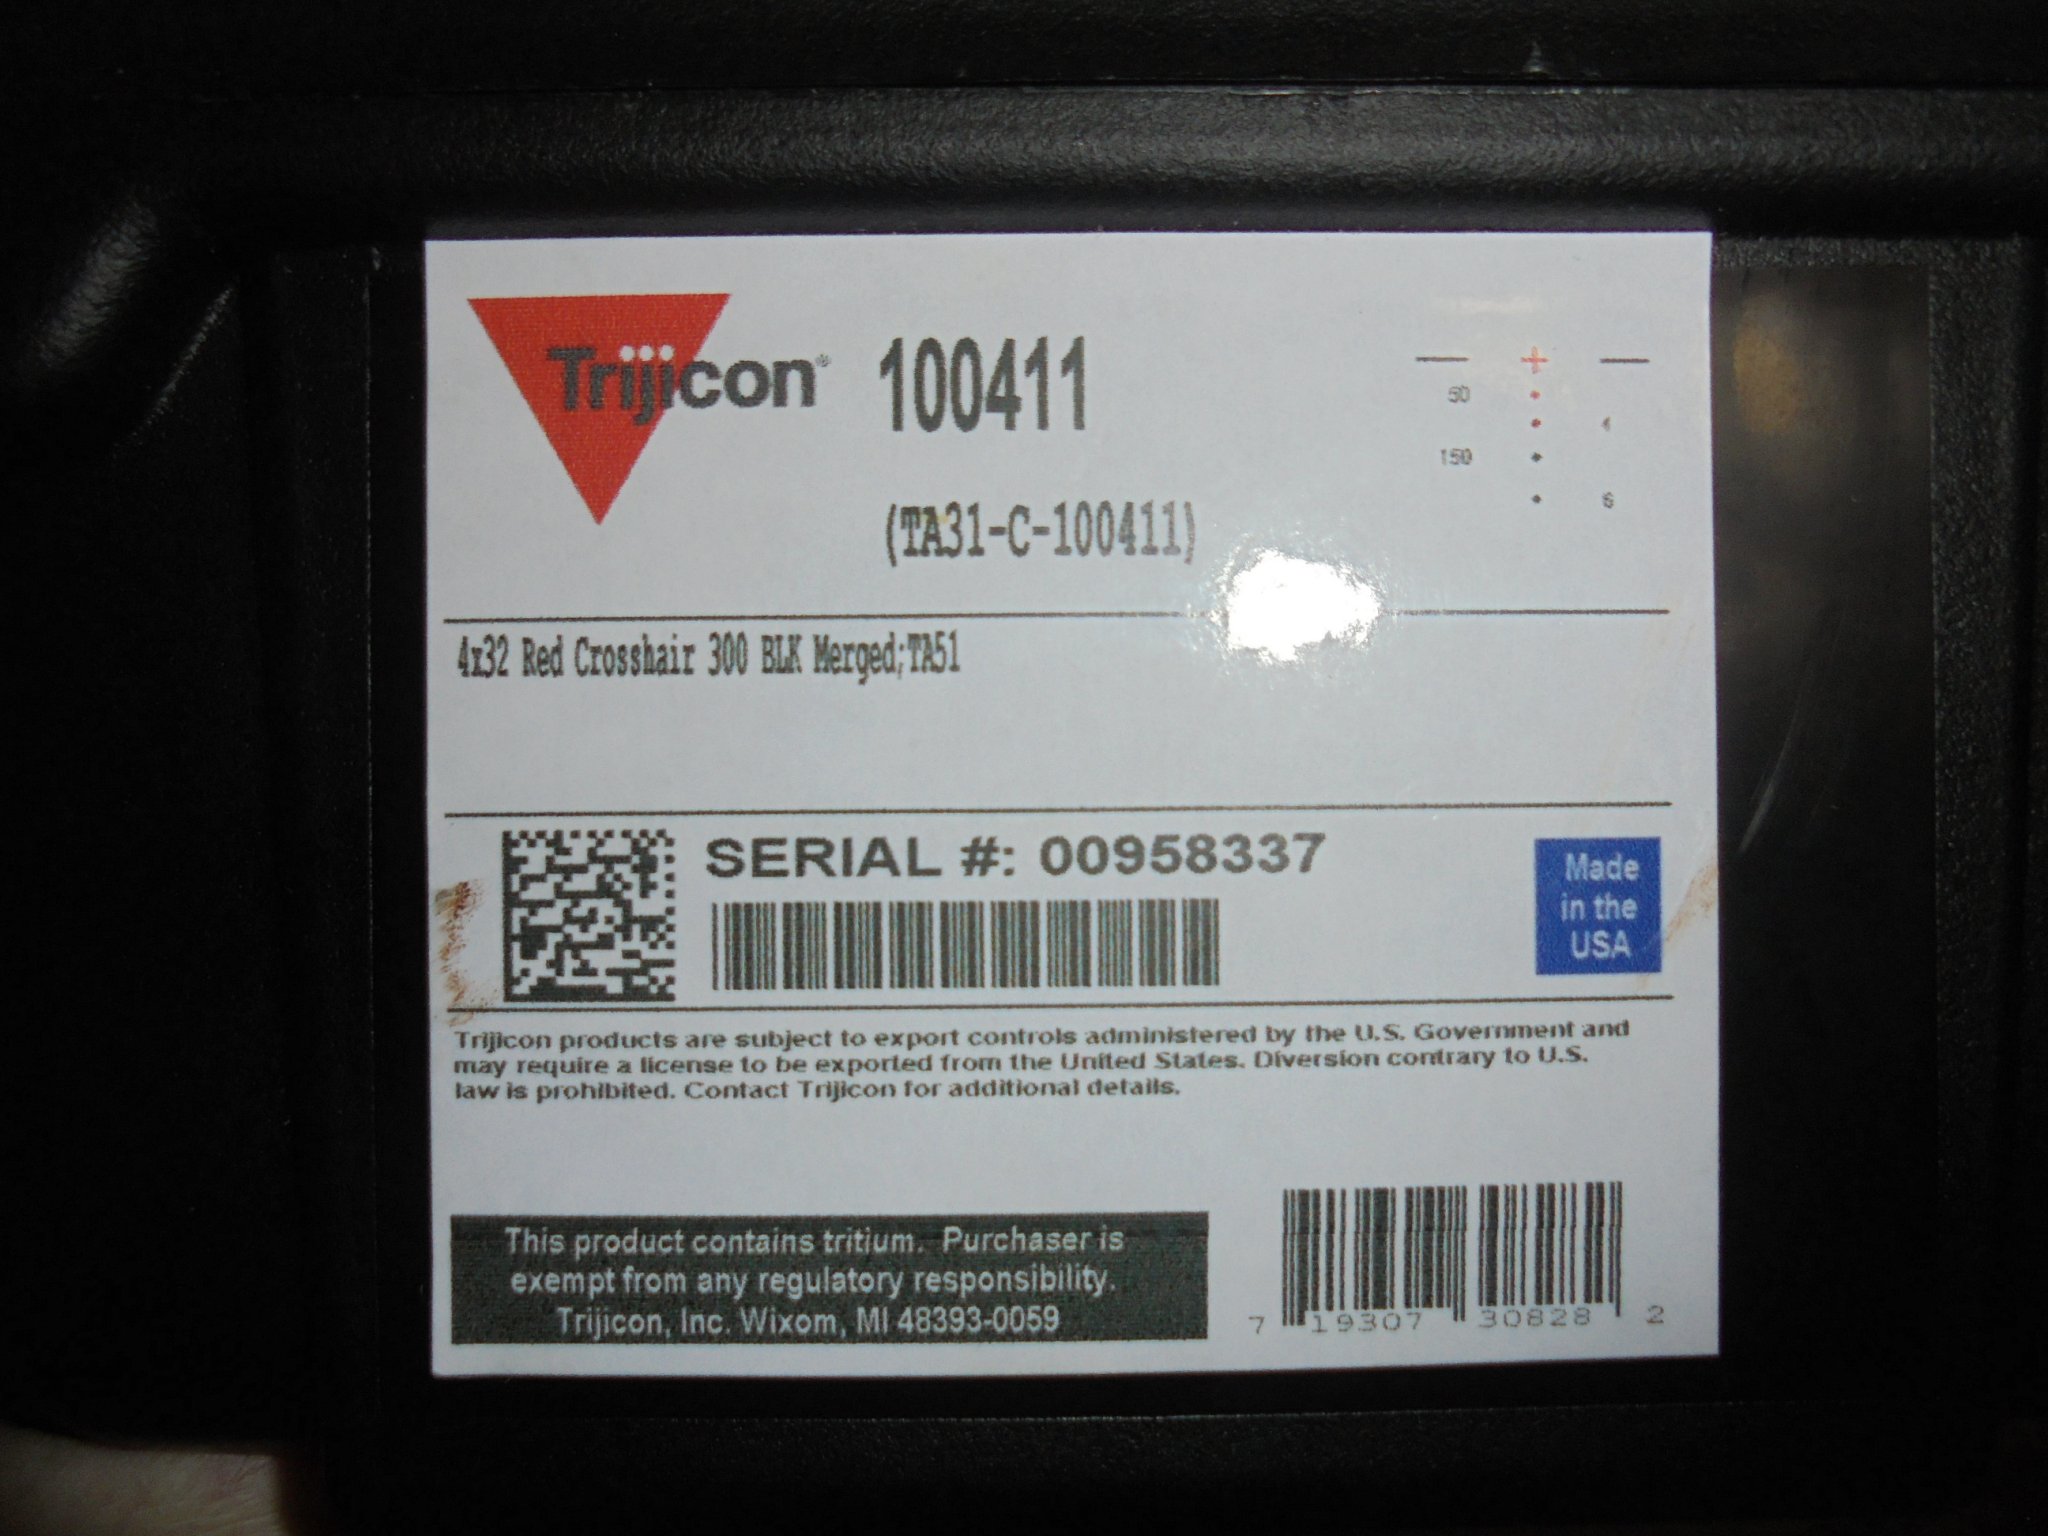 Trijicon®
100411
(TA31-C-100411)
50
4
150
6
4x32 Red Crosshair 300 BLK Merged;TA51
SERIAL #: 00958337
Made
in the
USA
Trijicon products are subject to export controls administered by the U.S. Government and
may require a license to be exported from the United States. Diversion contrary to U.S.
law is prohibited. Contact Trijicon for additional details.
This product contains tritium. Purchaser is
exempt from any regulatory responsibility.
Trijicon, Inc. Wixom, MI 48393-0059
7 19307 30828 2